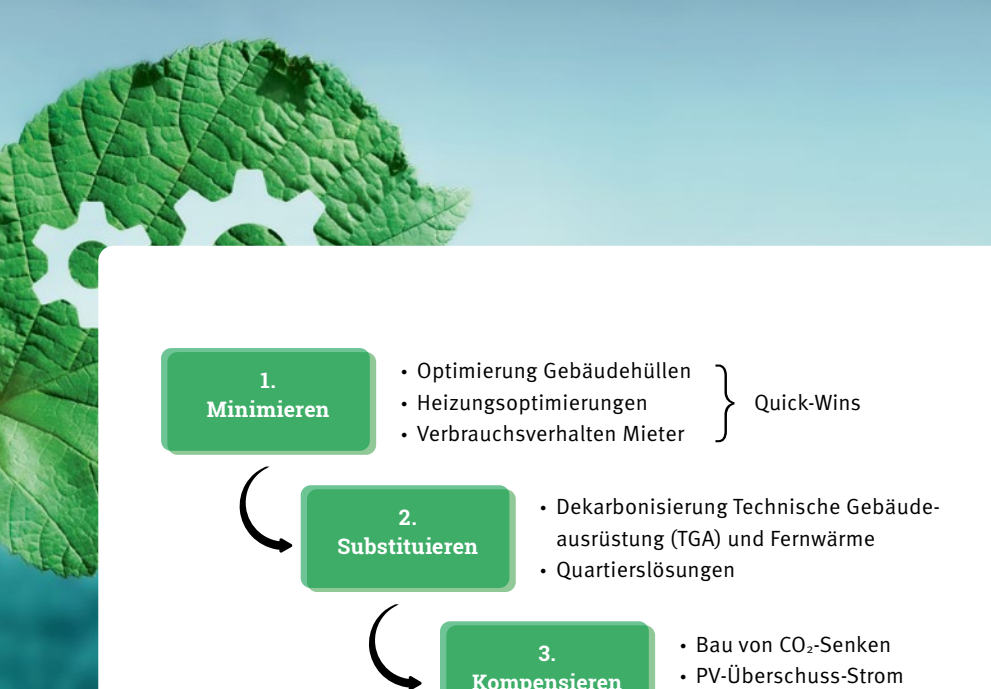 1.
Minimieren
• Optimierung Gebäudehüllen
• Heizungsoptimierungen
• Verbrauchsverhalten Mieter
Quick-Wins
2.
Substituieren
• Dekarbonisierung Technische Gebäude-
ausrüstung (TGA) und Fernwärme
• Quartierslösungen
3.
Kompensieren
• Bau von CO₂-Senken
• PV-Überschuss-Strom